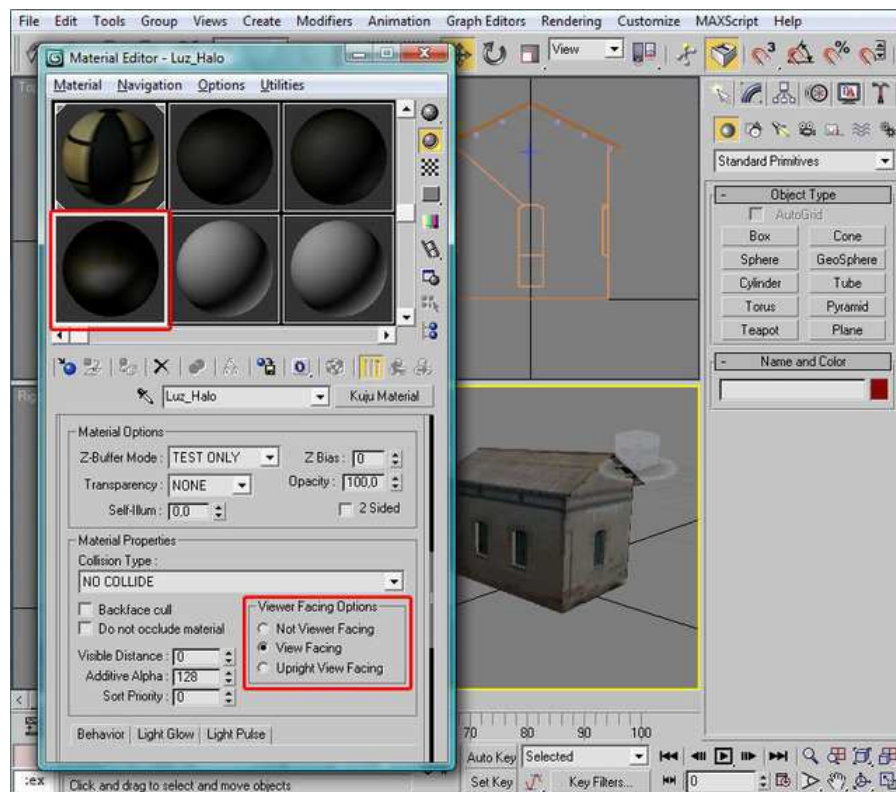 File Edit Tools Group Views Create Modifiers Animation Graph Editors Rendering Customize MAXScript Help
Material Editor - Luz_Halo
View
Material Navigation Options Utilities
Standard Primitives
- Object Type
AutoGrid
Box Cone
Sphere GeoSphere
Cylinder Tube
Torus Pyramid
Teapot Plane
- Name and Color
Luz_Halo Kuju Material
Material Options
Z-Buffer Mode : TEST ONLY Z Bias : 0
Transparency : NONE Opacity : 100,0
Self-Illum : 0,0 2 Sided
Material Properties
Collision Type :
NO COLLIDE
Backface cull
Do not occlude material
Visible Distance : 0
Additive Alpha : 128
Sort Priority : 0
Viewer Facing Options
Not Viewer Facing
View Facing
Upright View Facing
Behavior Light Glow Light Pulse
70 80 90 100
Auto Key Selected
Set Key Key Filters... 0
:ex Click and drag to select and move objects